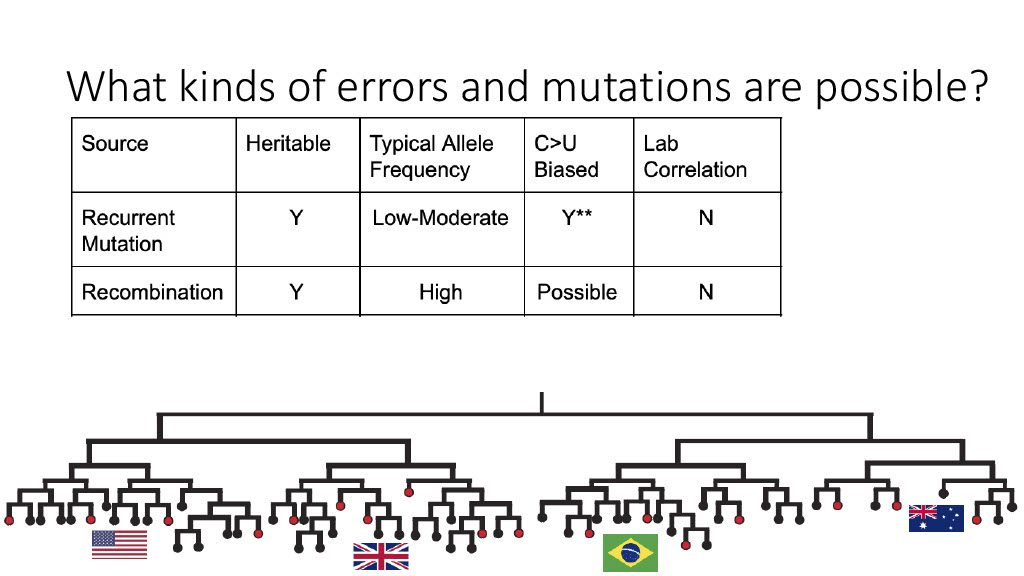 What kinds of errors and mutations are possible?
Source Heritable Typical Allele C>U Lab
Frequency Biased Correlation
Recurrent Y Low-Moderate Y** N
Mutation
Recombination Y High Possible N